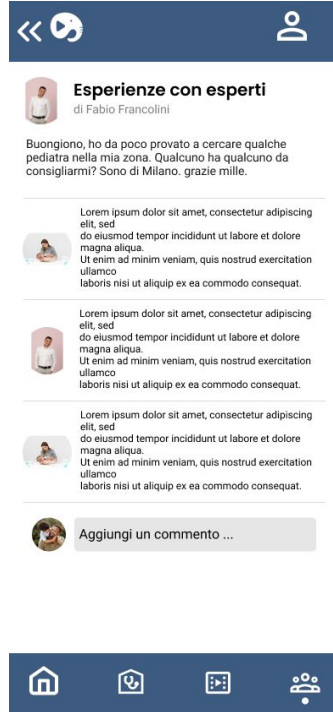 Esperienze con esperti
di Fabio Francolini
Buongiono, ho da poco provato a cercare qualche
pediatra nella mia zona. Qualcuno ha qualcuno da
consigliarmi? Sono di Milano. grazie mille.
Lorem ipsum dolor sit amet, consectetur adipiscing
elit, sed
do eiusmod tempor incididunt ut labore et dolore
magna aliqua.
Ut enim ad minim veniam, quis nostrud exercitation
ullamco
laboris nisi ut aliquip ex ea commodo consequat.
Lorem ipsum dolor sit amet, consectetur adipiscing
elit, sed
do eiusmod tempor incididunt ut labore et dolore
magna aliqua.
Ut enim ad minim veniam, quis nostrud exercitation
ullamco
laboris nisi ut aliquip ex ea commodo consequat.
Lorem ipsum dolor sit amet, consectetur adipiscing
elit, sed
do eiusmod tempor incididunt ut labore et dolore
magna aliqua.
Ut enim ad minim veniam, quis nostrud exercitation
ullamco
laboris nisi ut aliquip ex ea commodo consequat.
Aggiungi un commento ...